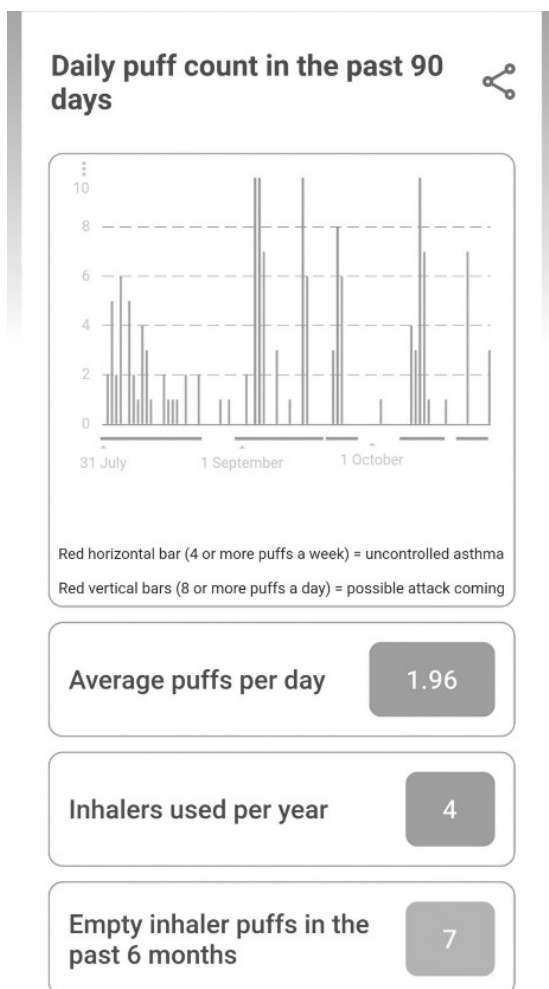 Daily puff count in the past 90
days
10
8
6
4
2
0
31 July
1 September
1 October
Red horizontal bar (4 or more puffs a week) = uncontrolled asthma
Red vertical bars (8 or more puffs a day) = possible attack coming
Average puffs per day
1.96
Inhalers used per year
4
Empty inhaler puffs in the
past 6 months
7